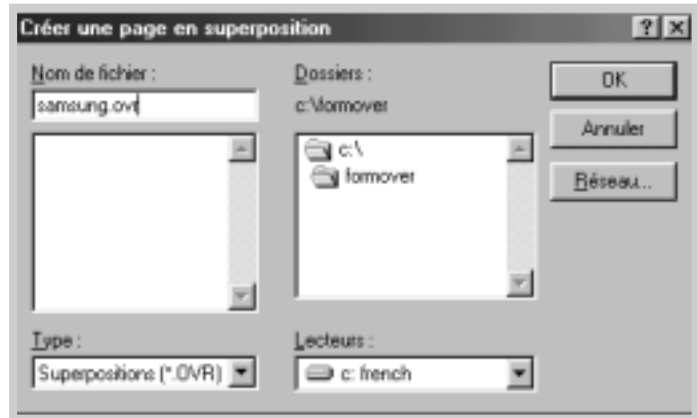 Créer une page en superposition
Nom de fichier :
samsung.ovr
Dossiers :
c:\formover
c:\
formover
OK
Annuler
Réseau...
Type :
Superpositions (*.OVR)
Lecteurs :
c: french